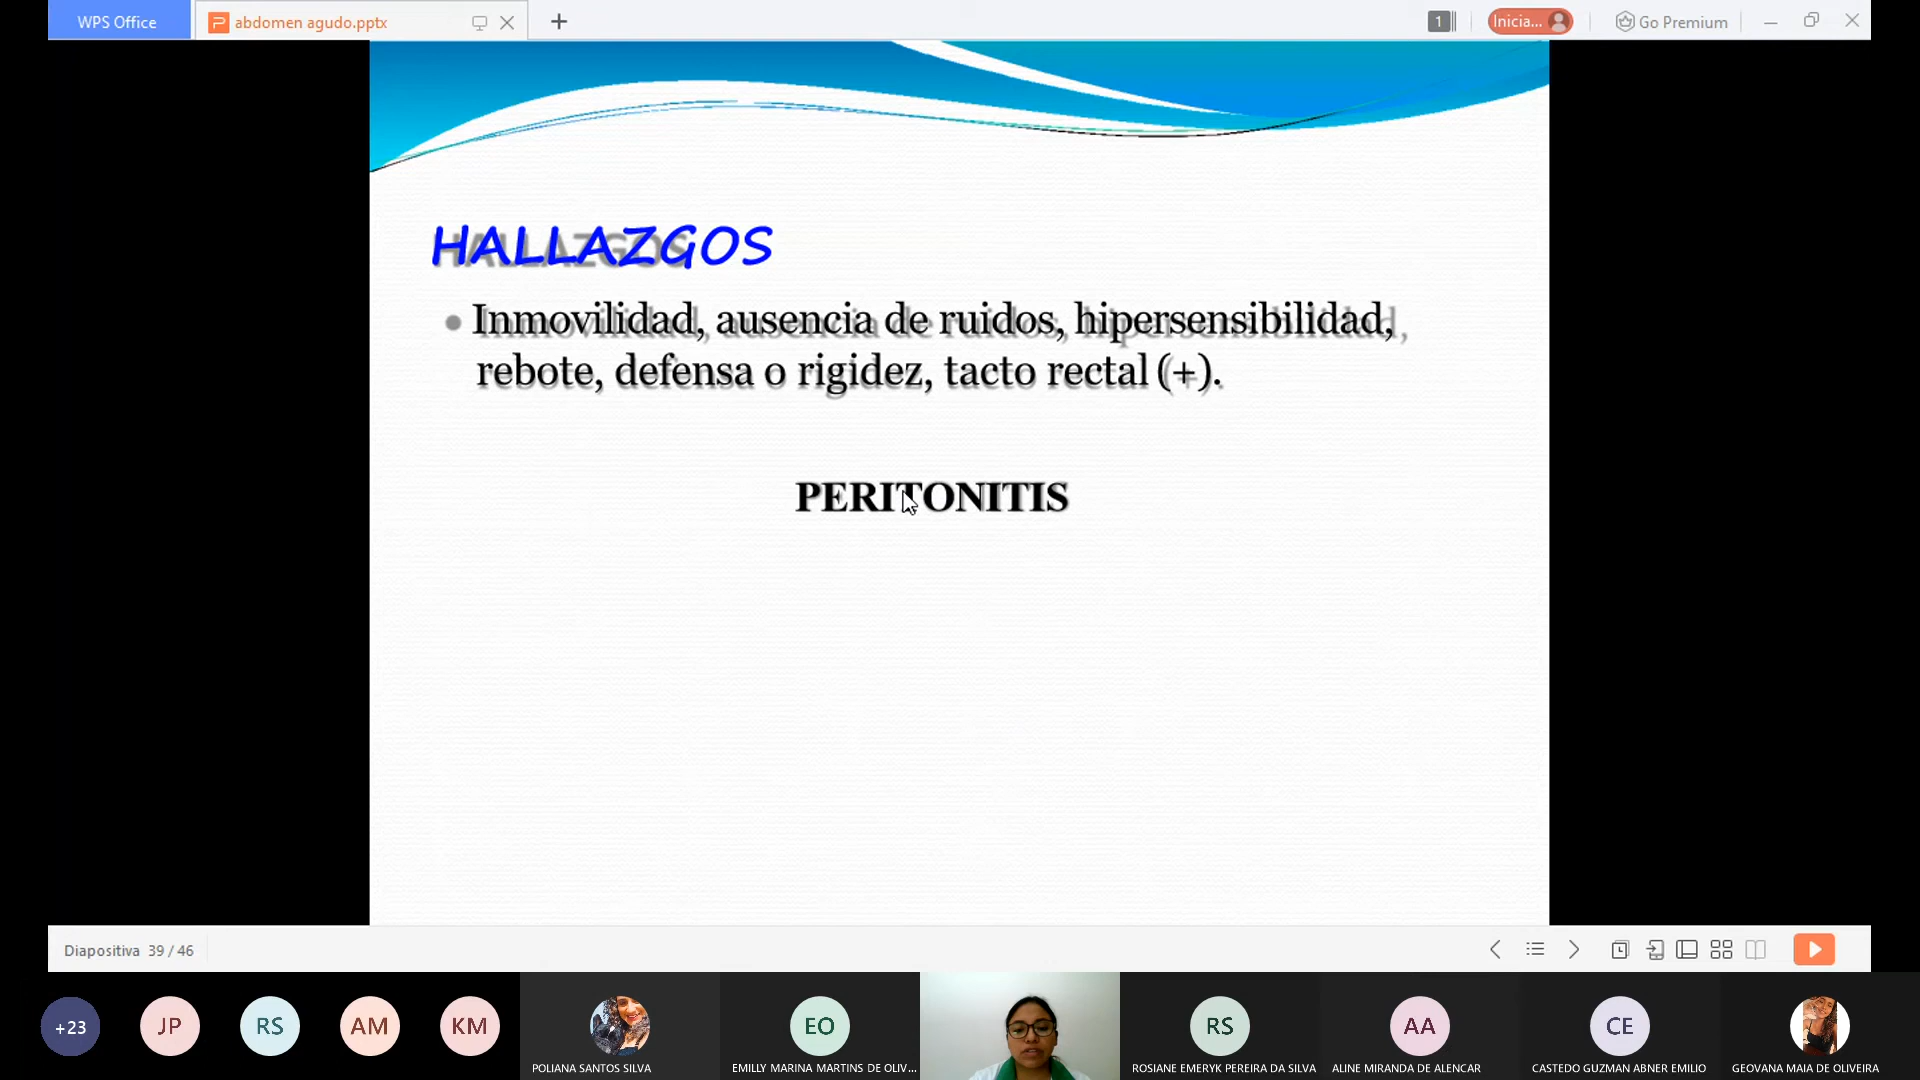 WPS Office
abdomen agudo.pptx
1
Inicia...
Go Premium
HALLAZGOS
• Inmovilidad, ausencia de ruidos, hipersensibilidad,
rebote, defensa o rigidez, tacto rectal (+).
PERITONITIS
Diapositiva 39 / 46
+23
JP
RS
AM
KM
EO
RS
AA
CE
POLIANA SANTOS SILVA
EMILLY MARINA MARTINS DE OLIV...
ROSIANE EMERYK PEREIRA DA SILVA
ALINE MIRANDA DE ALENCAR
CASTEDO GUZMAN ABNER EMILIO
GEOVANA MAIA DE OLIVEIRA